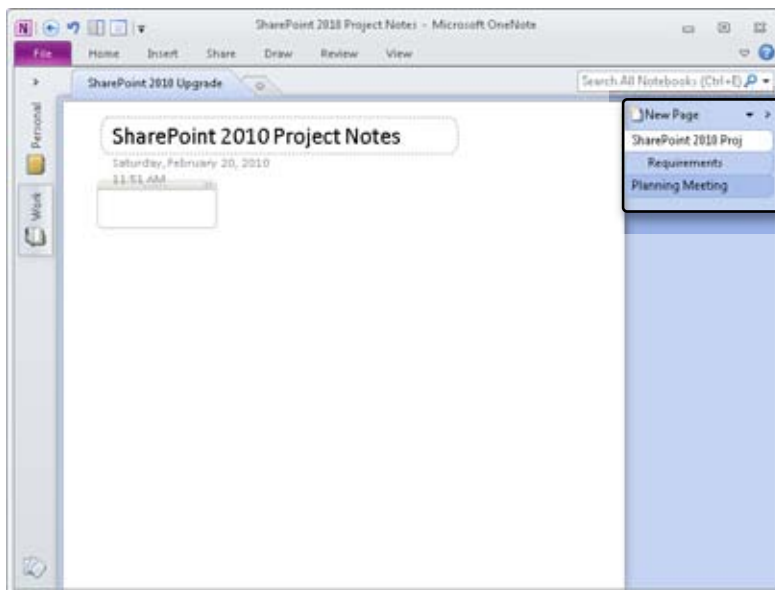 SharePoint 2010 Project Notes - Microsoft OneNote
File Home Insert Share Draw Review View
SharePoint 2010 Upgrade
Search All Notebooks (Ctrl+E)
Personal
Work
SharePoint 2010 Project Notes
Saturday, February 20, 2010
11:51 AM
New Page
SharePoint 2010 Proj
Requirements
Planning Meeting